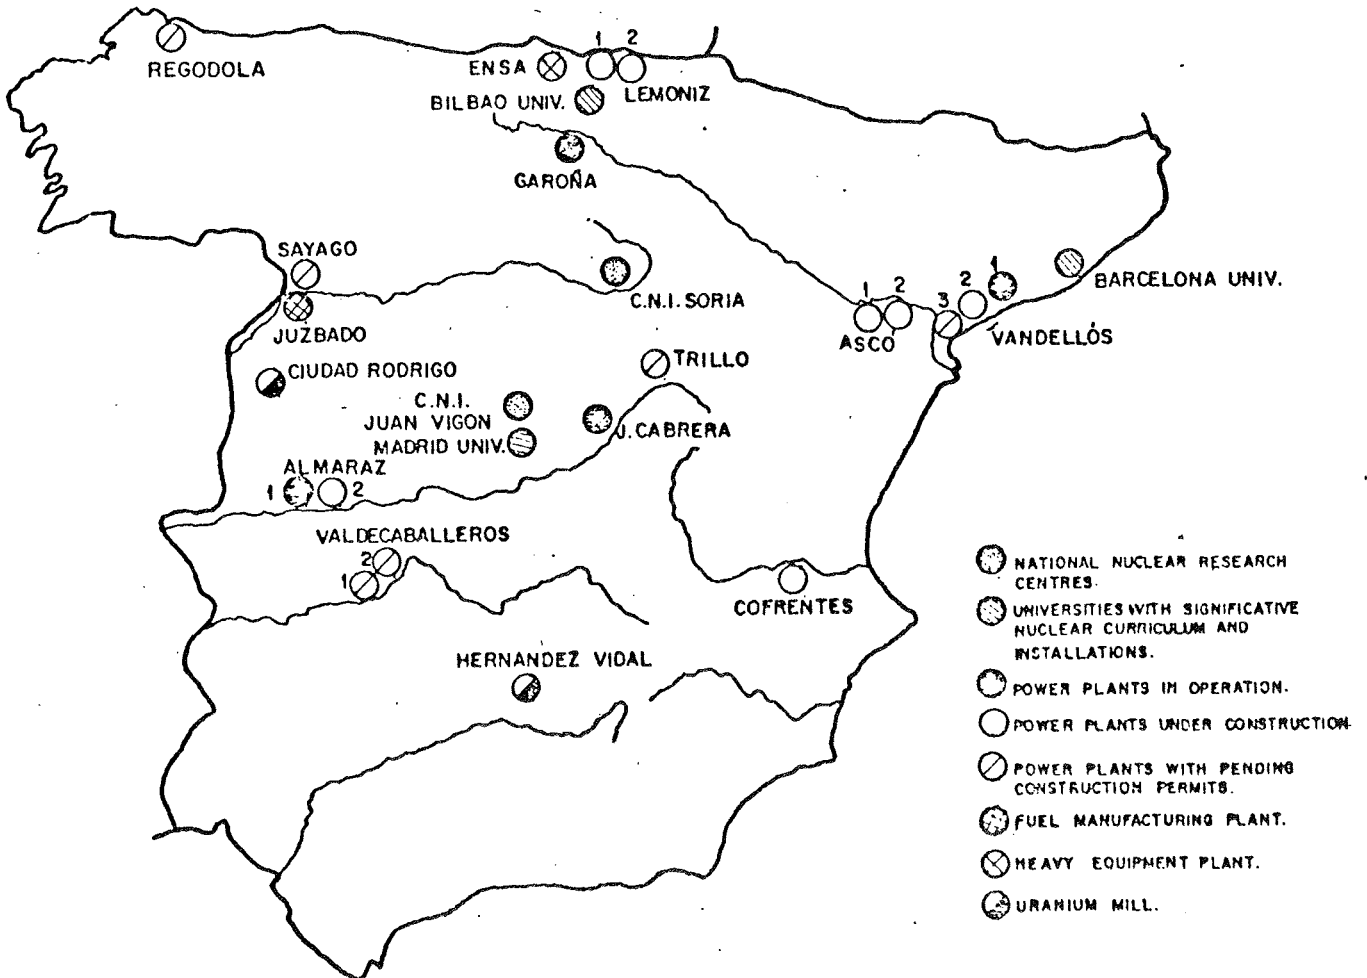 REGODOLA
ENSA
1 2
LEMONIZ
BILBAO UNIV.
GAROÑA
SAYAGO
JUZBADO
C.N.I. SORIA
BARCELONA UNIV.
1 2
ASCÓ
3 2 1
VANDELLÓS
CIUDAD RODRIGO
TRILLO
C.N.I.
JUAN VIGON
MADRID UNIV.
J. CABRERA
ALMARAZ
1 2
VALDECABALLEROS
2
1
COFRENTES
HERNANDEZ VIDAL
NATIONAL NUCLEAR RESEARCH
CENTRES.
UNIVERSITIES WITH SIGNIFICATIVE
NUCLEAR CURRICULUM AND
INSTALLATIONS.
POWER PLANTS IN OPERATION.
POWER PLANTS UNDER CONSTRUCTION
POWER PLANTS WITH PENDING
CONSTRUCTION PERMITS.
FUEL MANUFACTURING PLANT.
HEAVY EQUIPMENT PLANT.
URANIUM MILL.